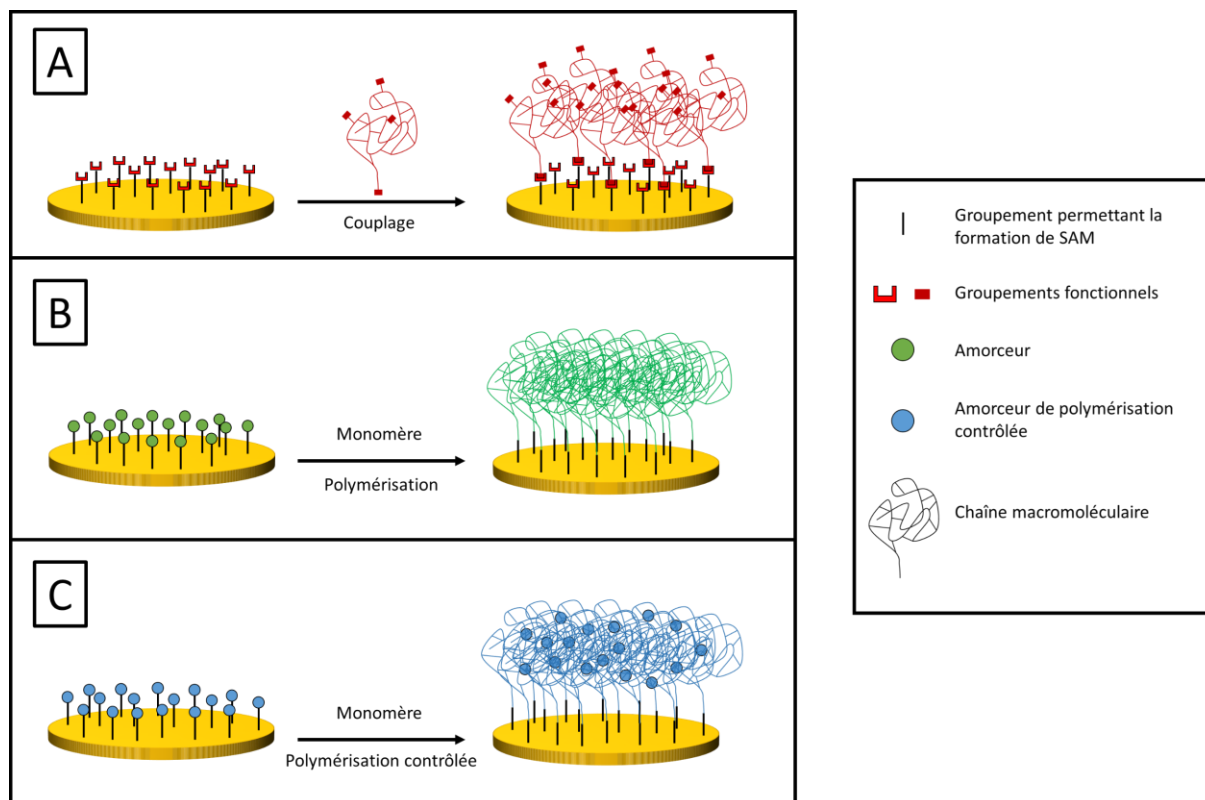 A
Couplage
B
Monomère
Polymérisation
C
Monomère
Polymérisation contrôlée
Groupement permettant la
formation de SAM
Groupements fonctionnels
Amorceur
Amorceur de polymérisation
contrôlée
Chaîne macromoléculaire